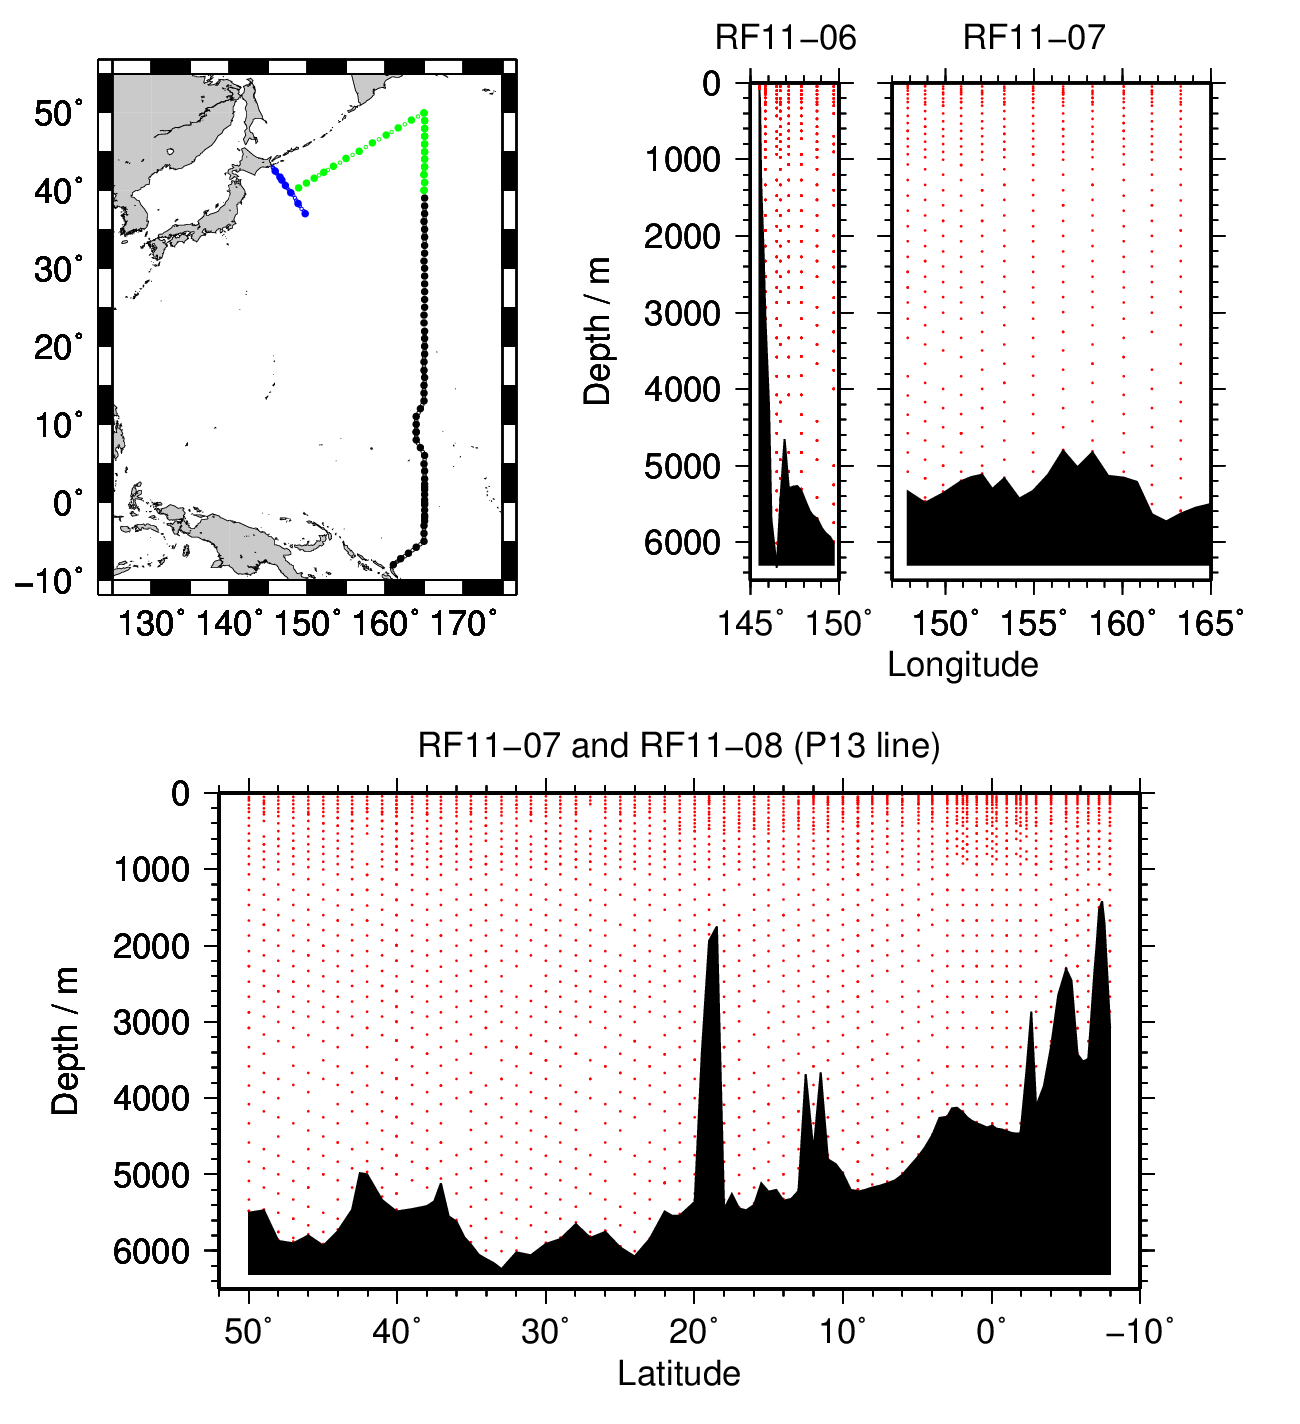 50°
40°
30°
20°
10°
0°
−10°
130° 140° 150° 160° 170°
RF11−06
RF11−07
0
1000
2000
3000
4000
5000
6000
Depth / m
145° 150°
150° 155° 160° 165°
Longitude
RF11−07 and RF11−08 (P13 line)
0
1000
2000
3000
4000
5000
6000
Depth / m
50° 40° 30° 20° 10° 0° −10°
Latitude